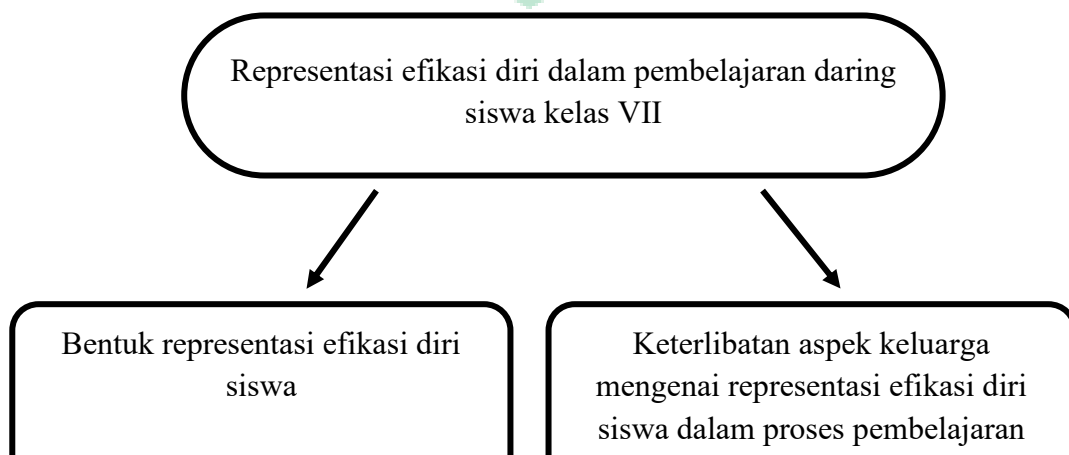 Representasi efikasi diri dalam pembelajaran daring
siswa kelas VII
Bentuk representasi efikasi diri
siswa
Keterlibatan aspek keluarga
mengenai representasi efikasi diri
siswa dalam proses pembelajaran